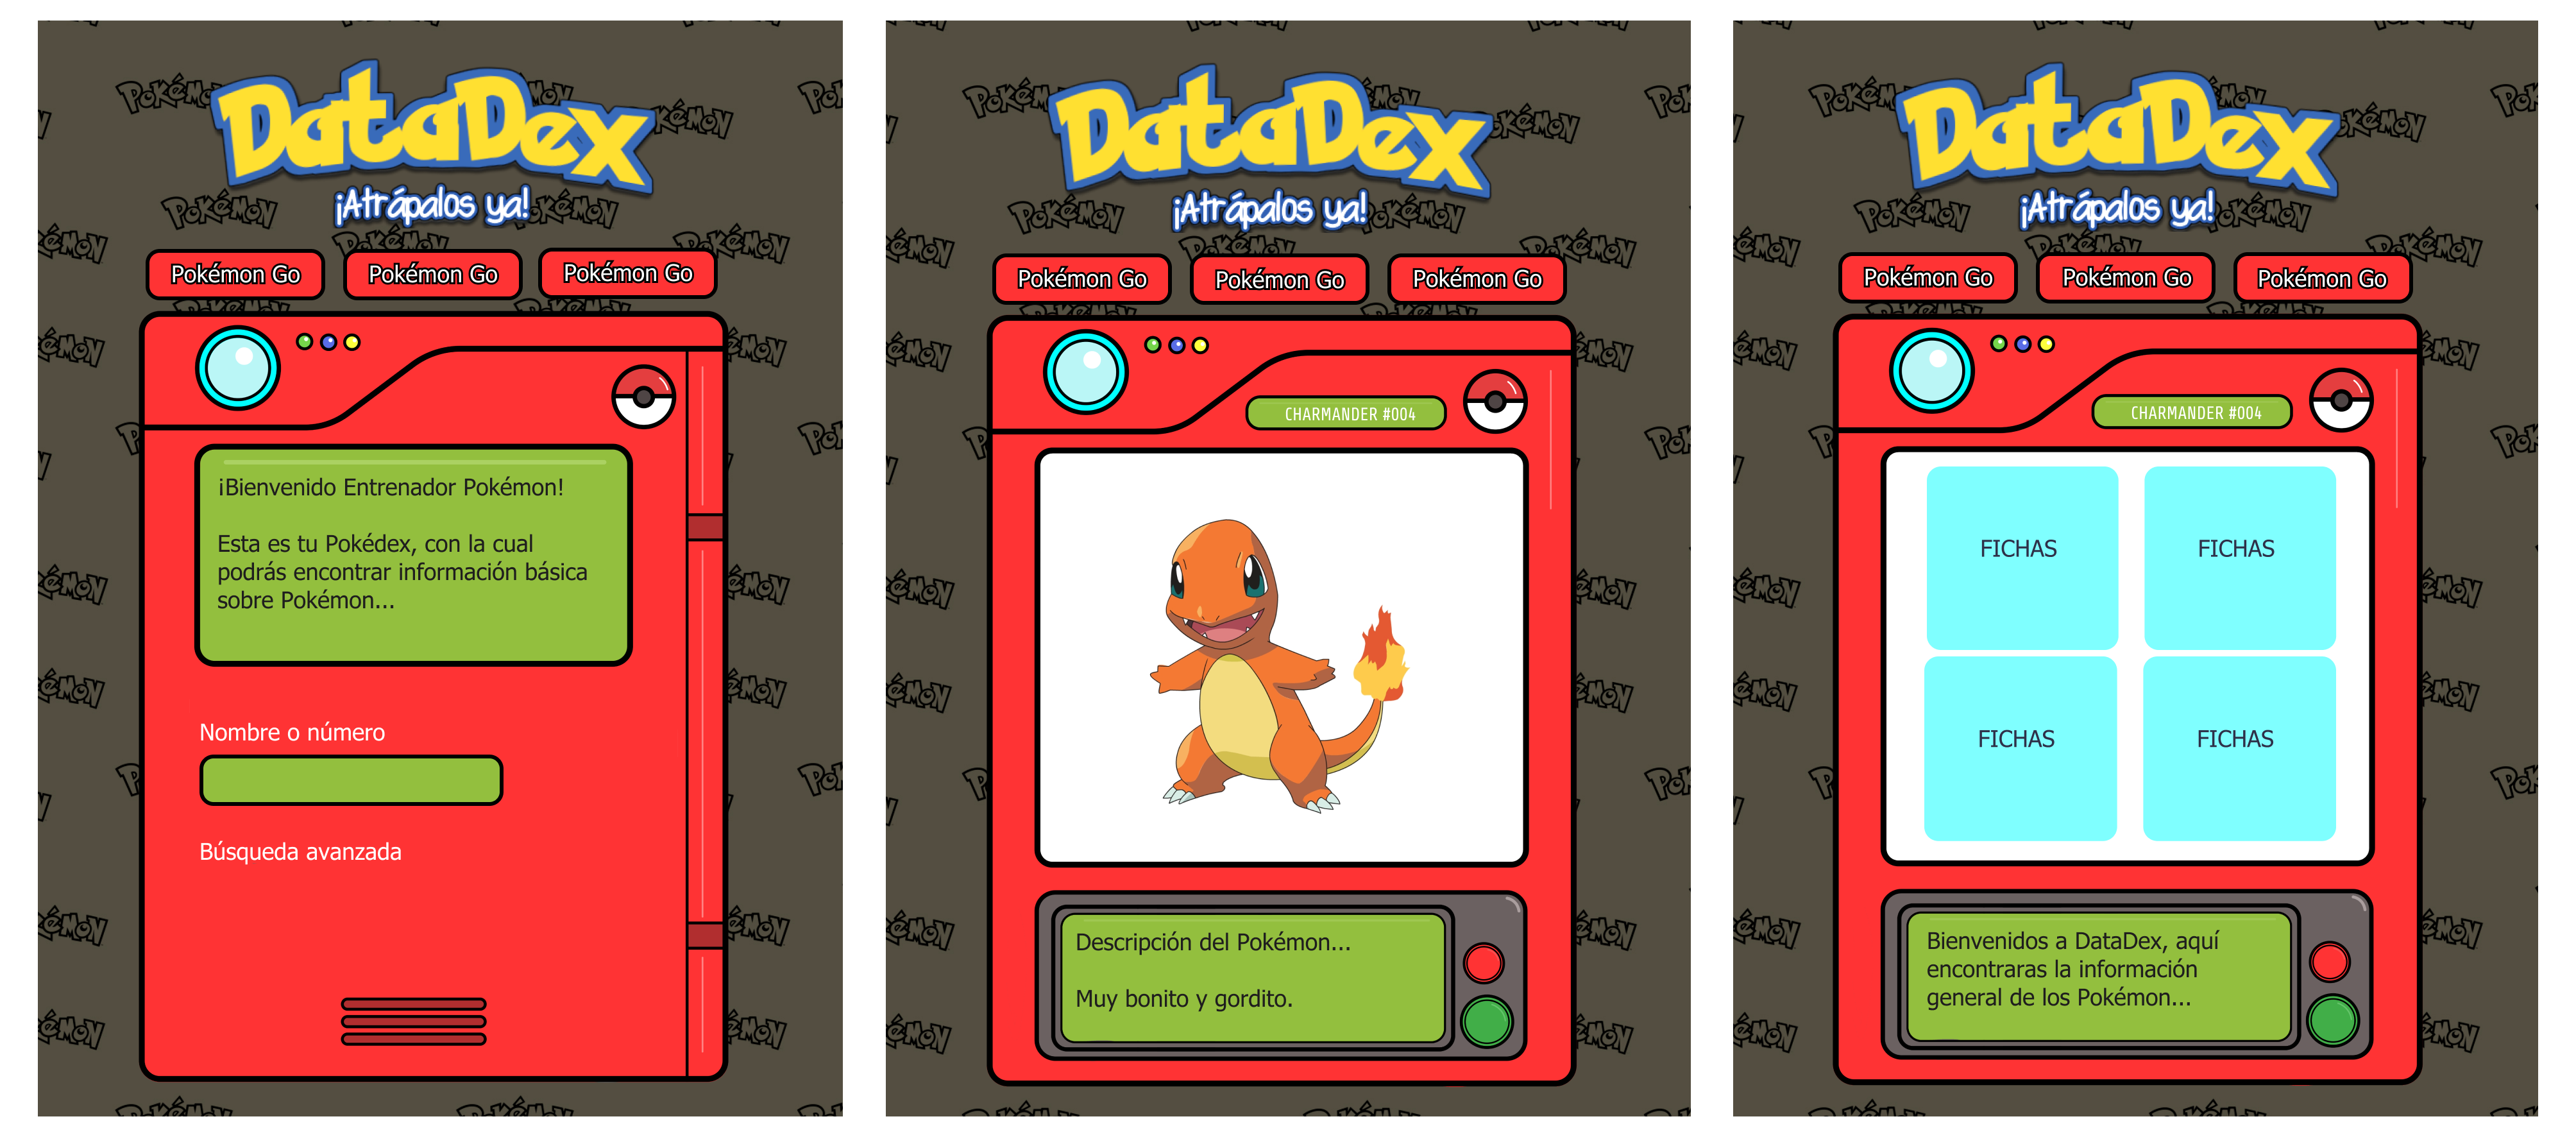 DataDex
¡Atrápalos ya!
Pokémon Go
Pokémon Go
Pokémon Go
¡Bienvenido Entrenador Pokémon!
Esta es tu Pokédex, con la cual
podrás encontrar información básica
sobre Pokémon...
Nombre o número
Búsqueda avanzada
DataDex
¡Atrápalos ya!
Pokémon Go
Pokémon Go
Pokémon Go
CHARMANDER #004
Descripción del Pokémon...
Muy bonito y gordito.
DataDex
¡Atrápalos ya!
Pokémon Go
Pokémon Go
Pokémon Go
CHARMANDER #004
FICHAS
FICHAS
FICHAS
FICHAS
Bienvenidos a DataDex, aquí
encontraras la información
general de los Pokémon...